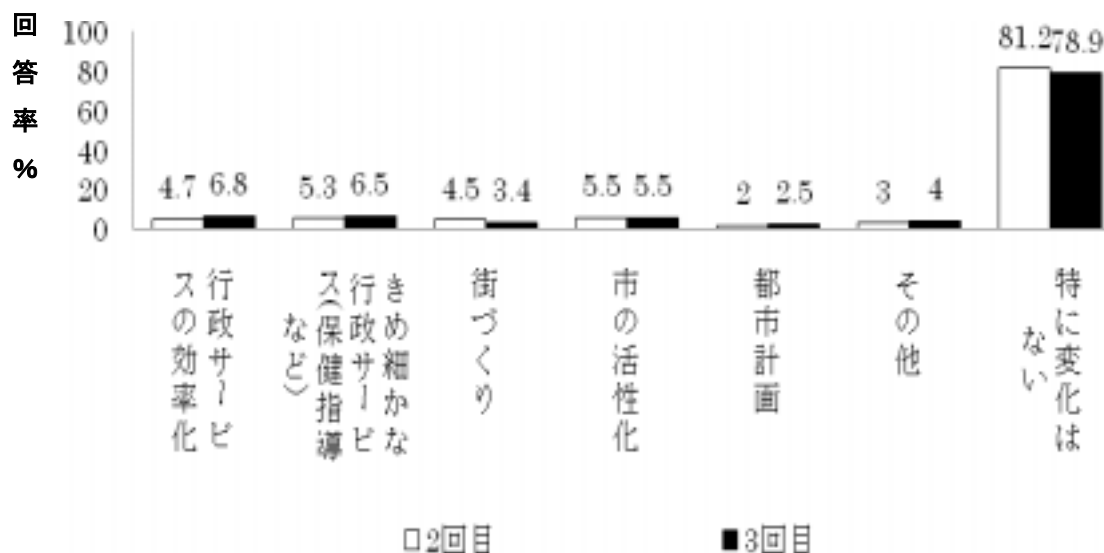 回答率%
100
80
60
40
20
0
4.7 6.8
5.3 6.5
4.5 3.4
5.5 5.5
2 2.5
3 4
81.2 78.9
行政サービ
スの効率化
きめ細かな
行政サービ
ス(保健指導
など)
街づくり
市の活性化
都市計画
その他
特に変化は
ない
2回目
3回目